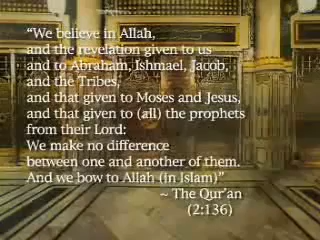 “We believe in Allah,
and the revelation given to us
and to Abraham, Ishmael, Jacob,
and the Tribes,
and that given to Moses and Jesus,
and that given to (all) the prophets
from their Lord:
We make no difference
between one and another of them.
And we bow to Allah (in Islam)”
~ The Qur’an
(2:136)